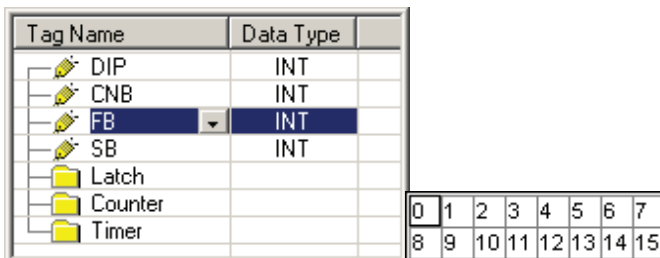 Tag Name Data Type
DIP INT
CNB INT
FB INT
SB INT
Latch
Counter
Timer
0 1 2 3 4 5 6 7
8 9 10 11 12 13 14 15